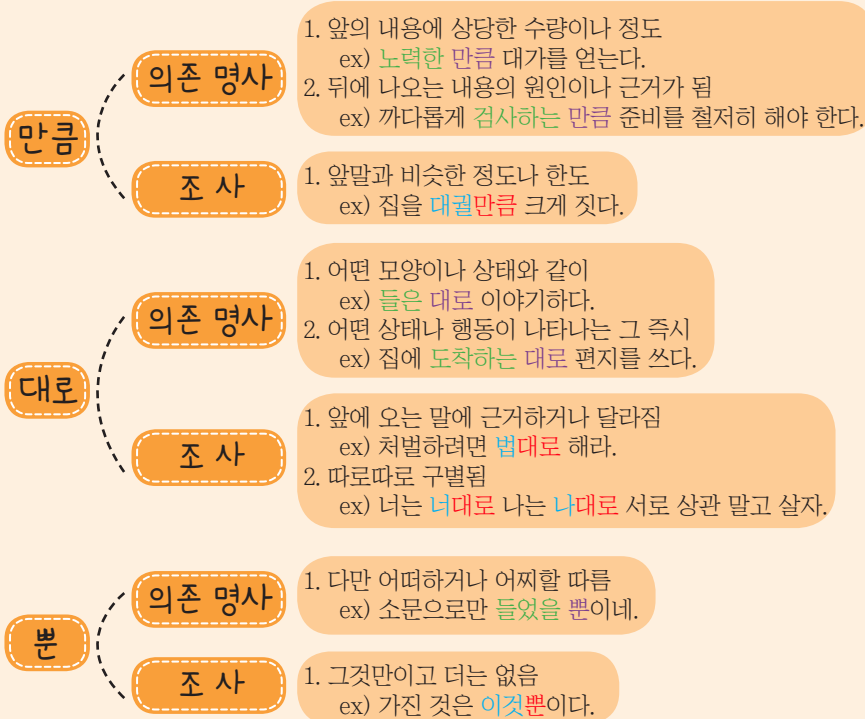 만큼
의존 명사
1. 앞의 내용에 상당한 수량이나 정도
ex) 노력한 만큼 대가를 얻는다.
2. 뒤에 나오는 내용의 원인이나 근거가 됨
ex) 까다롭게 검사하는 만큼 준비를 철저히 해야 한다.
조 사
1. 앞말과 비슷한 정도나 한도
ex) 집을 대궐만큼 크게 짓다.
대로
의존 명사
1. 어떤 모양이나 상태와 같이
ex) 들은 대로 이야기하다.
2. 어떤 상태나 행동이 나타나는 그 즉시
ex) 집에 도착하는 대로 편지를 쓰다.
조 사
1. 앞에 오는 말에 근거하거나 달라짐
ex) 처벌하려면 법대로 해라.
2. 따로따로 구별됨
ex) 너는 너대로 나는 나대로 서로 상관 말고 살자.
뿐
의존 명사
1. 다만 어떠하거나 어찌할 따름
ex) 소문으로만 들었을 뿐이네.
조 사
1. 그것만이고 더는 없음
ex) 가진 것은 이것뿐이다.